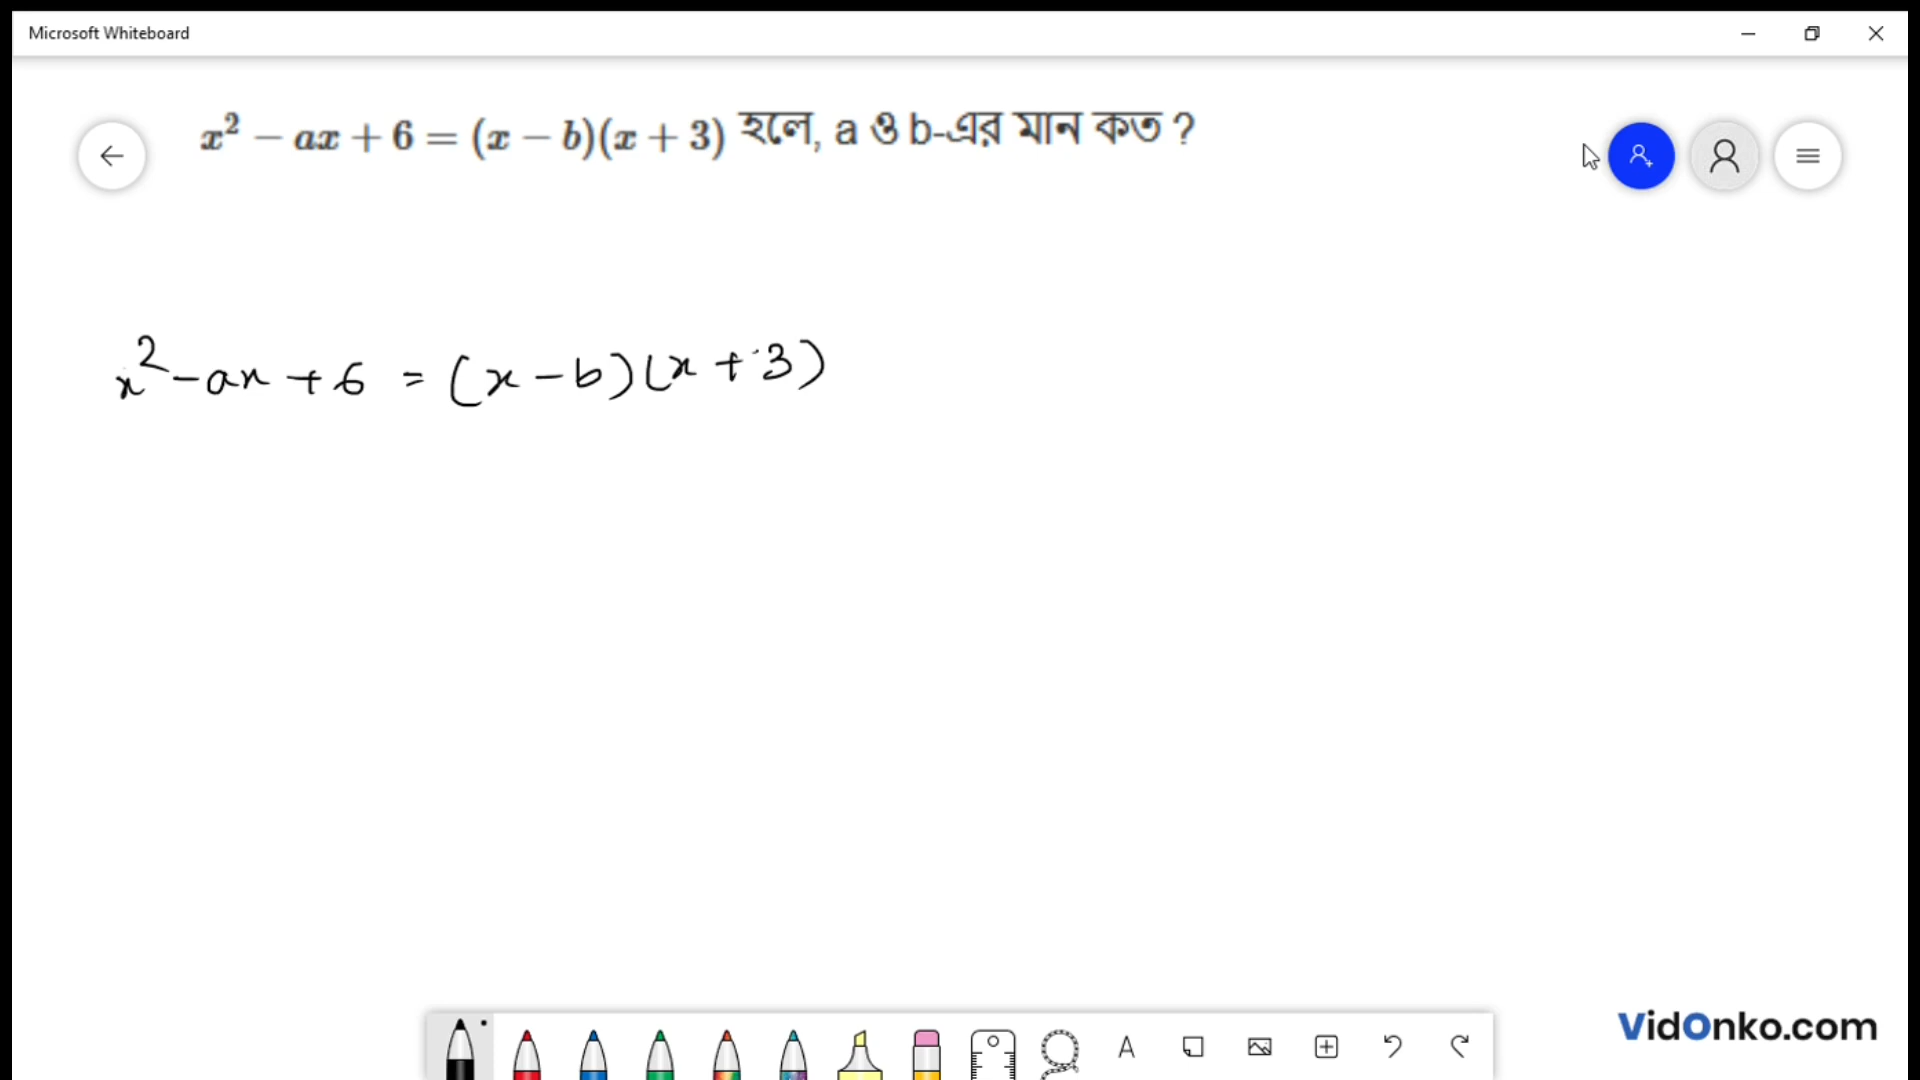 Microsoft Whiteboard
x² − ax + 6 = (x − b)(x + 3) হলে, a ও b-এর মান কত ?
x² − ax + 6 = (x − b)(x + 3)
A
VidOnko.com